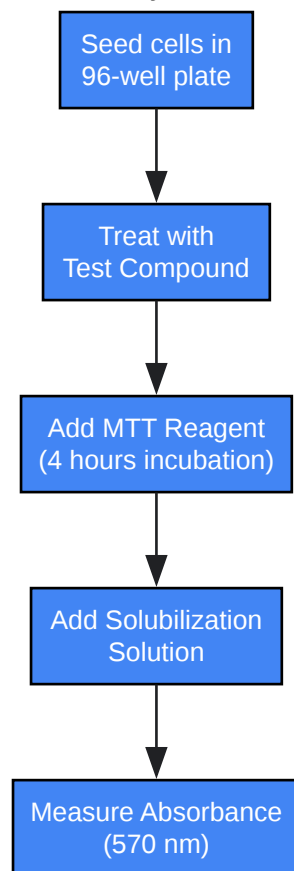 Seed cells in
96-well plate
Treat with
Test Compound
Add MTT Reagent
(4 hours incubation)
Add Solubilization
Solution
Measure Absorbance
(570 nm)